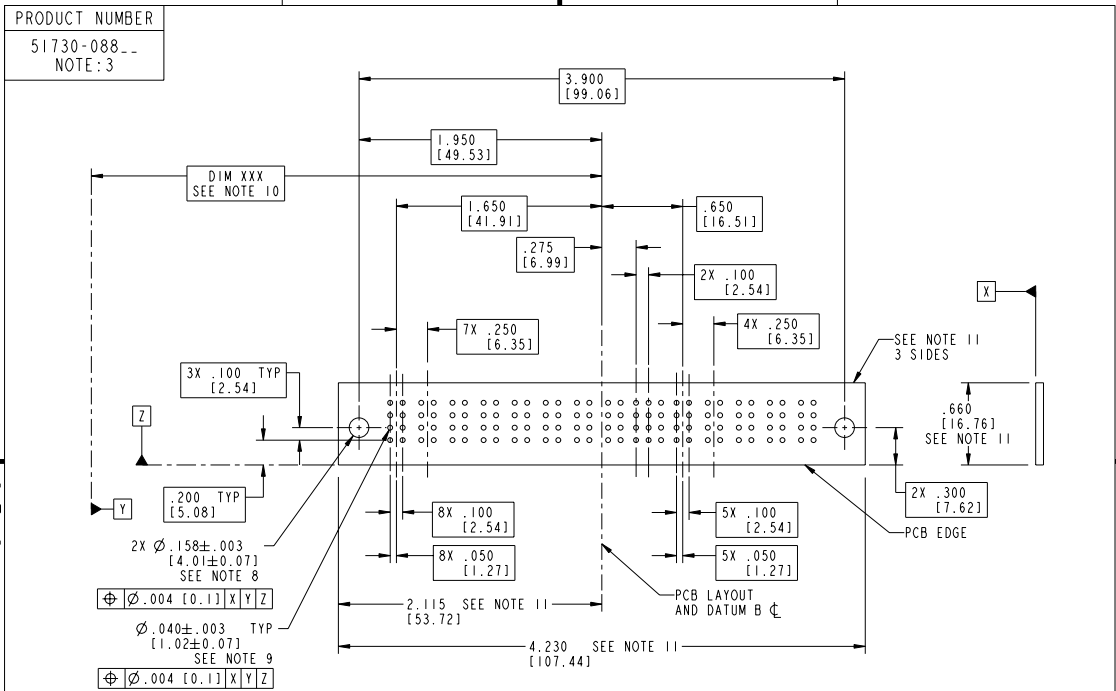 PRODUCT NUMBER
51730-088__
NOTE:3
3.900
[99.06]
1.950
[49.53]
DIM XXX
SEE NOTE 10
1.650
[41.91]
.650
[16.51]
.275
[6.99]
2X .100
[2.54]
X
7X .250
[6.35]
4X .250
[6.35]
SEE NOTE 11
3 SIDES
3X .100 TYP
[2.54]
Z
.660
[16.76]
SEE NOTE 11
.200 TYP
[5.08]
Y
8X .100
[2.54]
5X .100
[2.54]
2X .300
[7.62]
PCB EDGE
2X Ø.158±.003
[4.01±0.07]
SEE NOTE 8
8X .050
[1.27]
5X .050
[1.27]
⌖ Ø.004 [0.1] X Y Z
2.115 SEE NOTE 11
[53.72]
PCB LAYOUT
AND DATUM B ℄
Ø.040±.003 TYP
[1.02±0.07]
SEE NOTE 9
4.230 SEE NOTE 11
[107.44]
⌖ Ø.004 [0.1] X Y Z